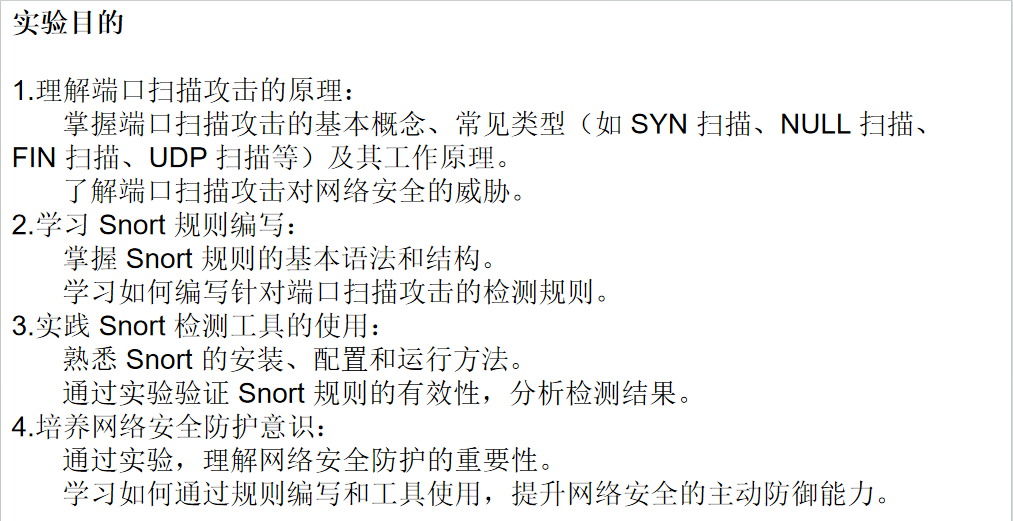 实验目的
1.理解端口扫描攻击的原理：
掌握端口扫描攻击的基本概念、常见类型（如 SYN 扫描、NULL 扫描、
FIN 扫描、UDP 扫描等）及其工作原理。
了解端口扫描攻击对网络安全的威胁。
2.学习 Snort 规则编写：
掌握 Snort 规则的基本语法和结构。
学习如何编写针对端口扫描攻击的检测规则。
3.实践 Snort 检测工具的使用：
熟悉 Snort 的安装、配置和运行方法。
通过实验验证 Snort 规则的有效性，分析检测结果。
4.培养网络安全防护意识：
通过实验，理解网络安全防护的重要性。
学习如何通过规则编写和工具使用，提升网络安全的主动防御能力。